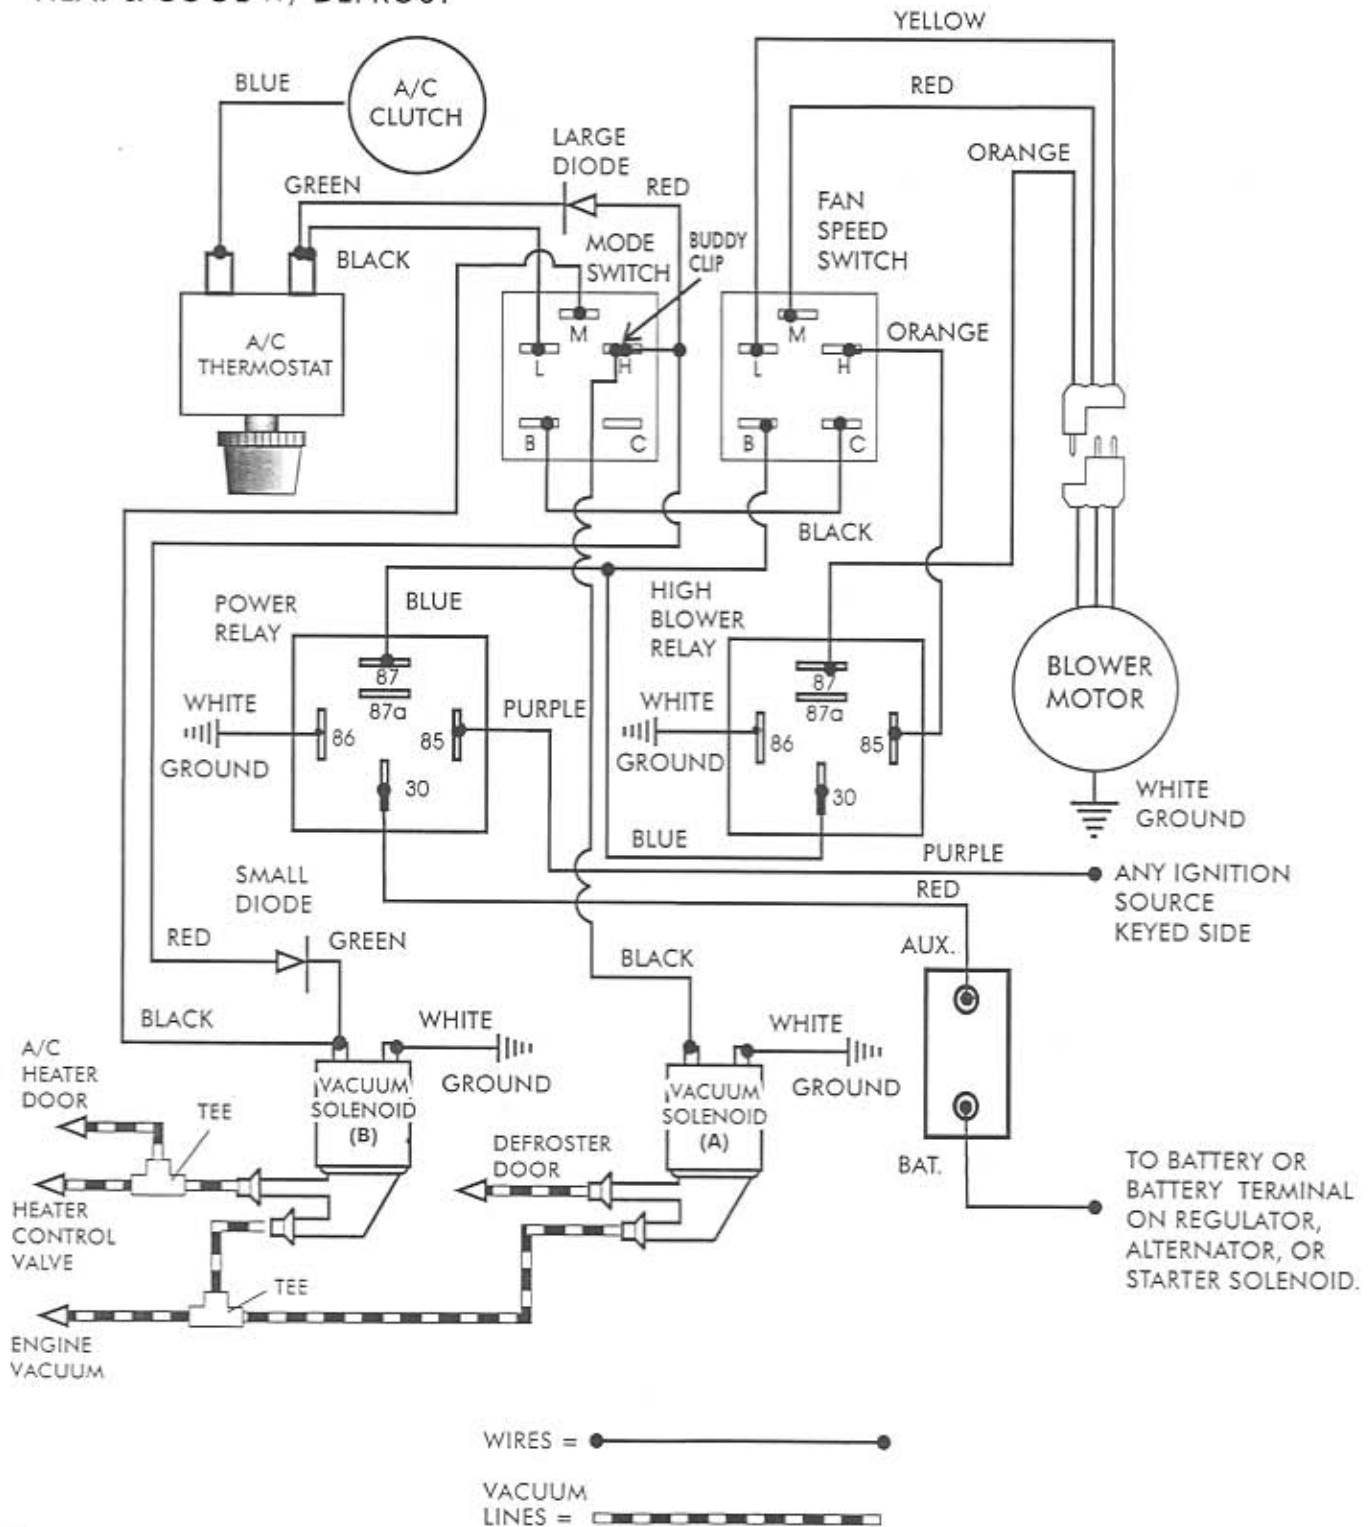 YELLOW
BLUE
A/C
CLUTCH
RED
LARGE
DIODE
ORANGE
GREEN
RED
FAN
SPEED
SWITCH
BLACK
MODE
SWITCH
BUDDY
CLIP
M
L
H
B
C
M
L
H
B
C
ORANGE
A/C
THERMOSTAT
BLACK
POWER
RELAY
BLUE
HIGH
BLOWER
RELAY
87
87a
86
85
30
WHITE
GROUND
PURPLE
87
87a
86
85
30
WHITE
GROUND
BLOWER
MOTOR
WHITE
GROUND
BLUE
PURPLE
ANY IGNITION
SOURCE
KEYED SIDE
RED
SMALL
DIODE
RED
GREEN
BLACK
AUX.
BLACK
WHITE
GROUND
WHITE
GROUND
A/C
HEATER
DOOR
TEE
VACUUM
SOLENOID
(B)
VACUUM
SOLENOID
(A)
DEFROSTER
DOOR
BAT.
TO BATTERY OR
BATTERY TERMINAL
ON REGULATOR,
ALTERNATOR, OR
STARTER SOLENOID.
HEATER
CONTROL
VALVE
TEE
ENGINE
VACUUM
WIRES =
VACUUM
LINES =